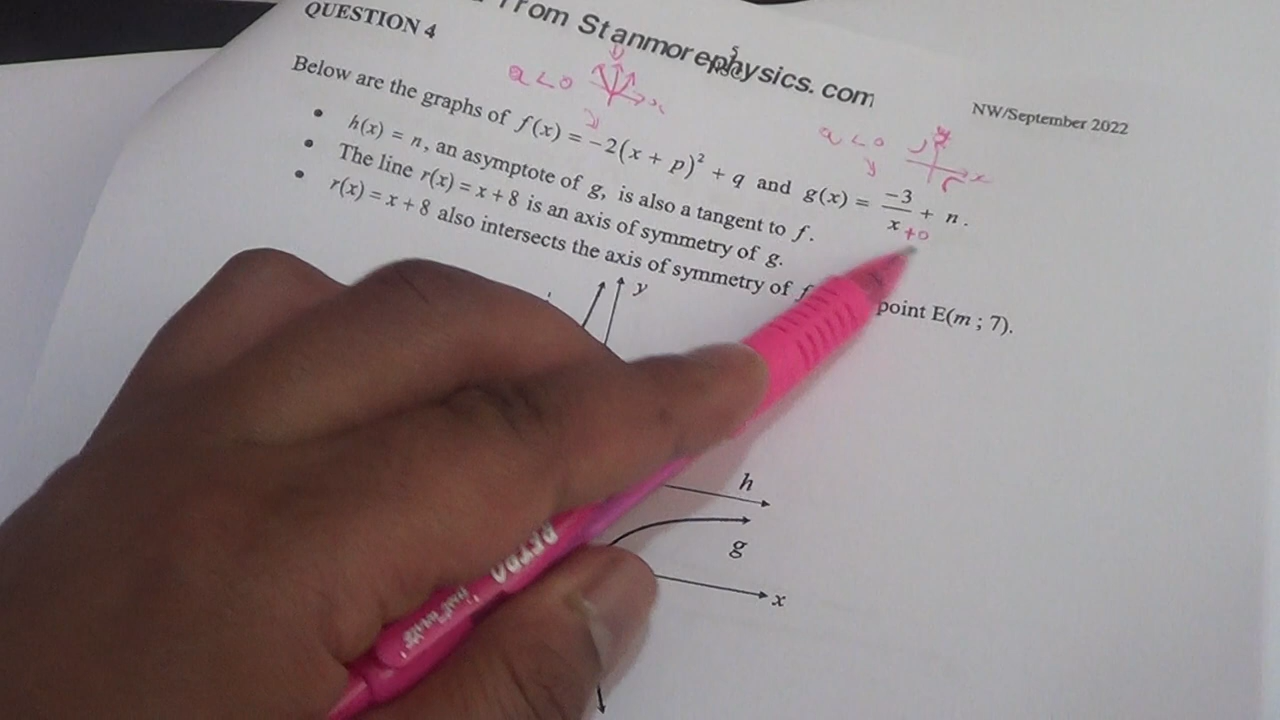 from Stanmorephysics.com
QUESTION 4
NW/September 2022
a < 0
y
x
a < 0
y
x
Below are the graphs of f(x) = −2(x + p)² + q and g(x) = −3/x + 0 + n.
• h(x) = n, an asymptote of g, is also a tangent to f.
• The line r(x) = x + 8 is an axis of symmetry of g.
• r(x) = x + 8 also intersects the axis of symmetry of f point E(m ; 7).
y
h
g
x